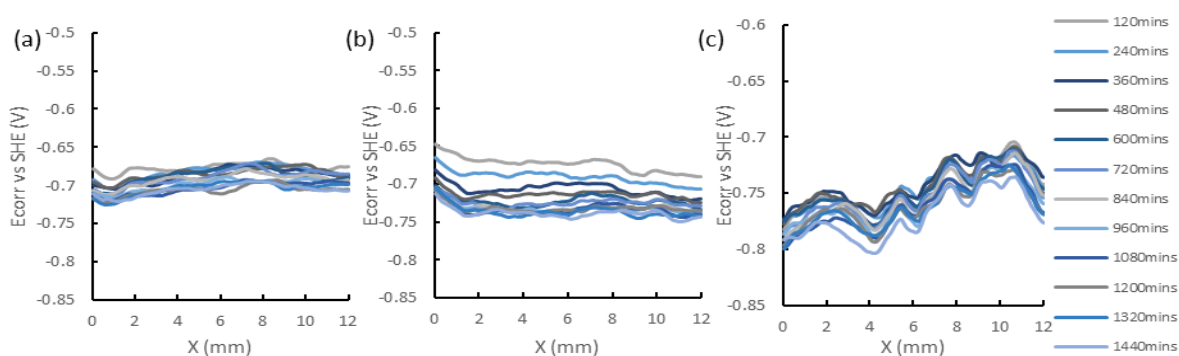 (a)
-0.5
-0.55
-0.6
-0.65
-0.7
-0.75
-0.8
-0.85
Ecorr vs SHE (V)
0 2 4 6 8 10 12
X (mm)
(b)
-0.5
-0.55
-0.6
-0.65
-0.7
-0.75
-0.8
-0.85
Ecorr vs SHE (V)
0 2 4 6 8 10 12
X (mm)
(c)
-0.6
-0.65
-0.7
-0.75
-0.8
-0.85
Ecorr vs SHE (V)
0 2 4 6 8 10 12
X (mm)
120mins
240mins
360mins
480mins
600mins
720mins
840mins
960mins
1080mins
1200mins
1320mins
1440mins